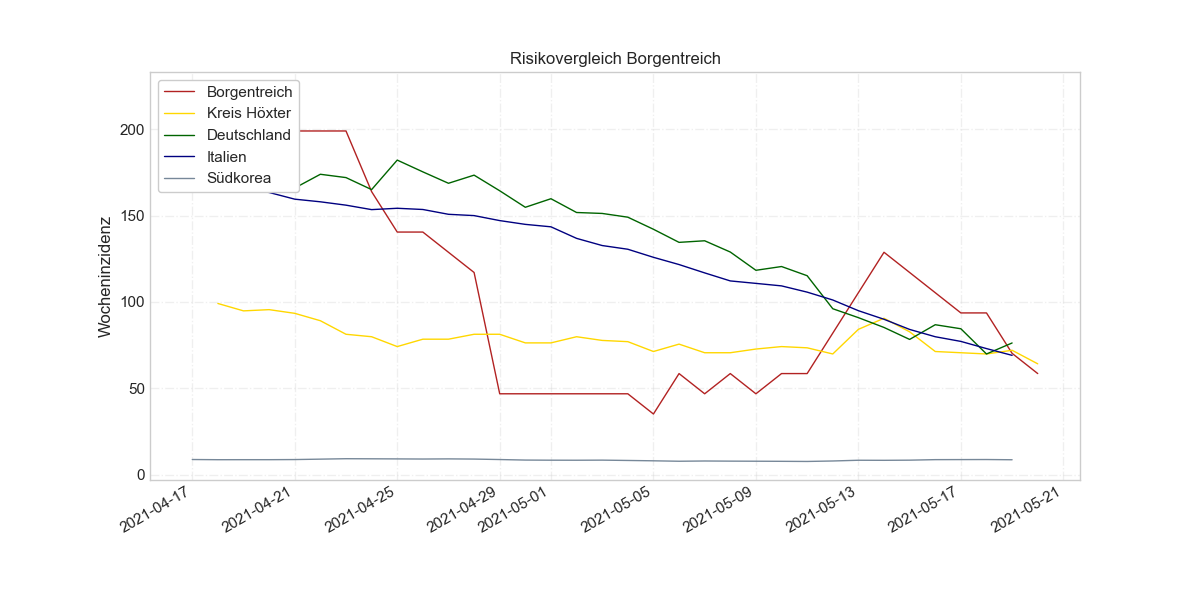 Risikovergleich Borgentreich
Borgentreich
Kreis Höxter
Deutschland
Italien
Südkorea
Wocheninzidenz
200
150
100
50
0
2021-04-17
2021-04-21
2021-04-25
2021-04-29
2021-05-01
2021-05-05
2021-05-09
2021-05-13
2021-05-17
2021-05-21